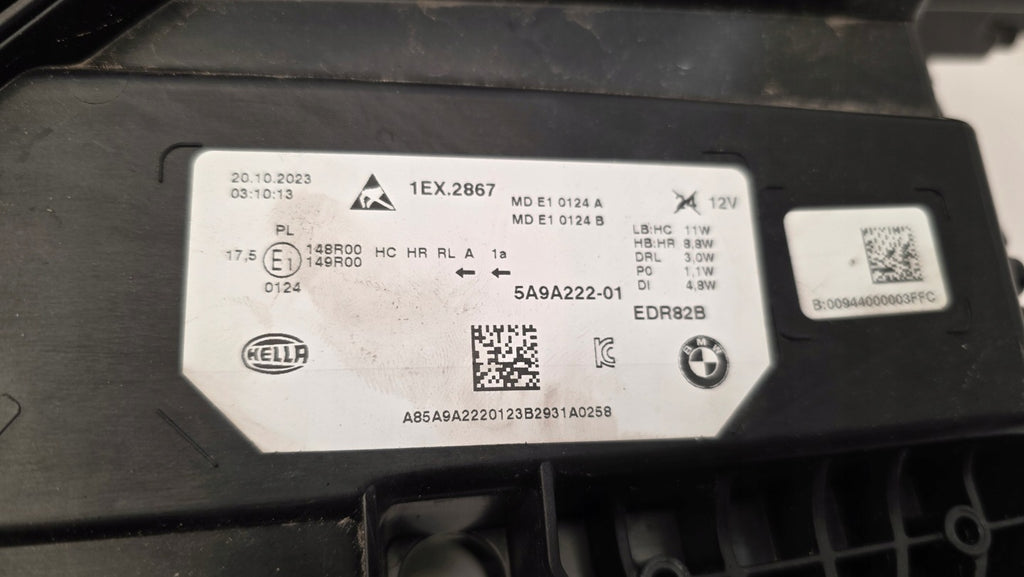 20.10.2023
03:10:13
1EX.2867
MD E1 0124 A
MD E1 0124 B
24 12V
PL
17,5 E1 148R00 HC HR RL A 1a
149R00
0124
LB:HC 11W
HB:HR 8,8W
DRL 3,0W
PO 1,1W
DI 4,8W
5A9A222-01
EDR82B
HELLA
BMW
A85A9A2220123B2931A0258
B:00944000003FFC